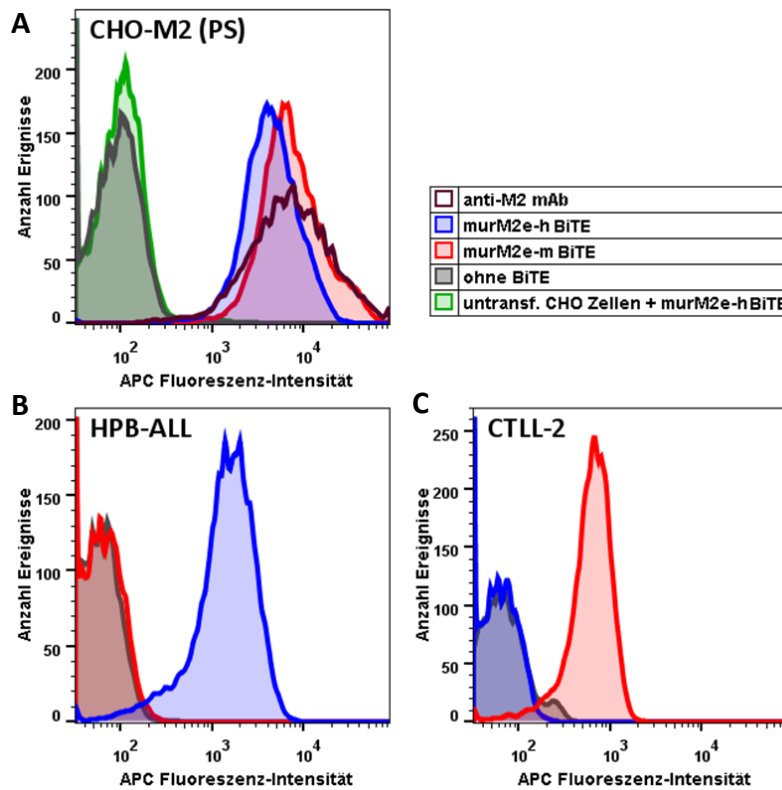 A
CHO-M2 (PS)
Anzahl Erignisse
200
150
100
50
0
10²
10³
10⁴
APC Fluoreszenz-Intensität
anti-M2 mAb
murM2e-h BiTE
murM2e-m BiTE
ohne BiTE
untransf. CHO Zellen + murM2e-h BiTE
B
HPB-ALL
Anzahl Ereignisse
200
150
100
50
0
10²
10³
10⁴
APC Fluoreszenz-Intensität
C
CTLL-2
Anzahl Ereignisse
250
200
150
100
50
0
10²
10³
10⁴
APC Fluoreszenz-Intensität